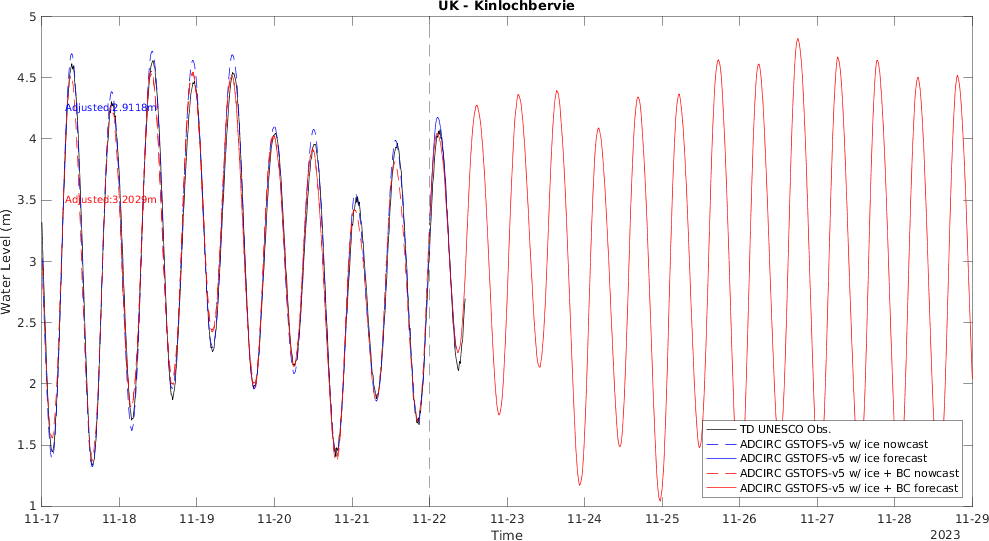 UK - Kinlochbervie
5
4.5
4
3.5
3
2.5
2
1.5
1
Water Level (m)
Adjusted:2.9118m
Adjusted:3.2029m
TD UNESCO Obs.
ADCIRC GSTOFS-v5 w/ ice nowcast
ADCIRC GSTOFS-v5 w/ ice forecast
ADCIRC GSTOFS-v5 w/ ice + BC nowcast
ADCIRC GSTOFS-v5 w/ ice + BC forecast
11-17 11-18 11-19 11-20 11-21 11-22 11-23 11-24 11-25 11-26 11-27 11-28 11-29
Time
2023